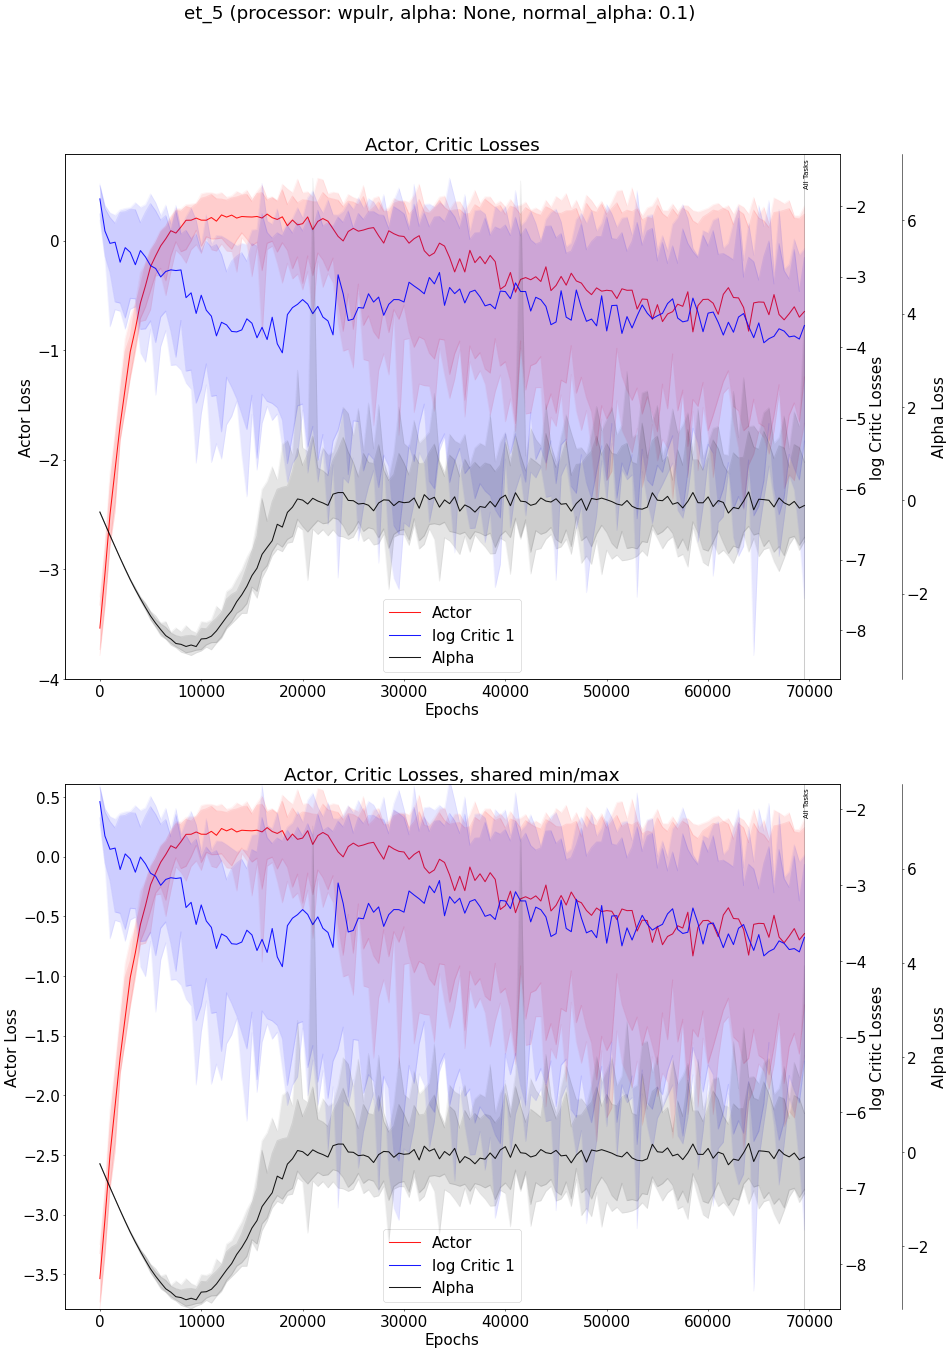 et_5 (processor: wpulr, alpha: None, normal_alpha: 0.1)
Actor, Critic Losses
All Tasks
0
−1
−2
−3
−4
Actor Loss
−2
−3
−4
−5
−6
−7
−8
log Critic Losses
6
4
2
0
−2
Alpha Loss
Actor
log Critic 1
Alpha
0
10000
20000
30000
40000
50000
60000
70000
Epochs
Actor, Critic Losses, shared min/max
All Tasks
0.5
0.0
−0.5
−1.0
−1.5
−2.0
−2.5
−3.0
−3.5
Actor Loss
−2
−3
−4
−5
−6
−7
−8
log Critic Losses
6
4
2
0
−2
Alpha Loss
Actor
log Critic 1
Alpha
0
10000
20000
30000
40000
50000
60000
70000
Epochs